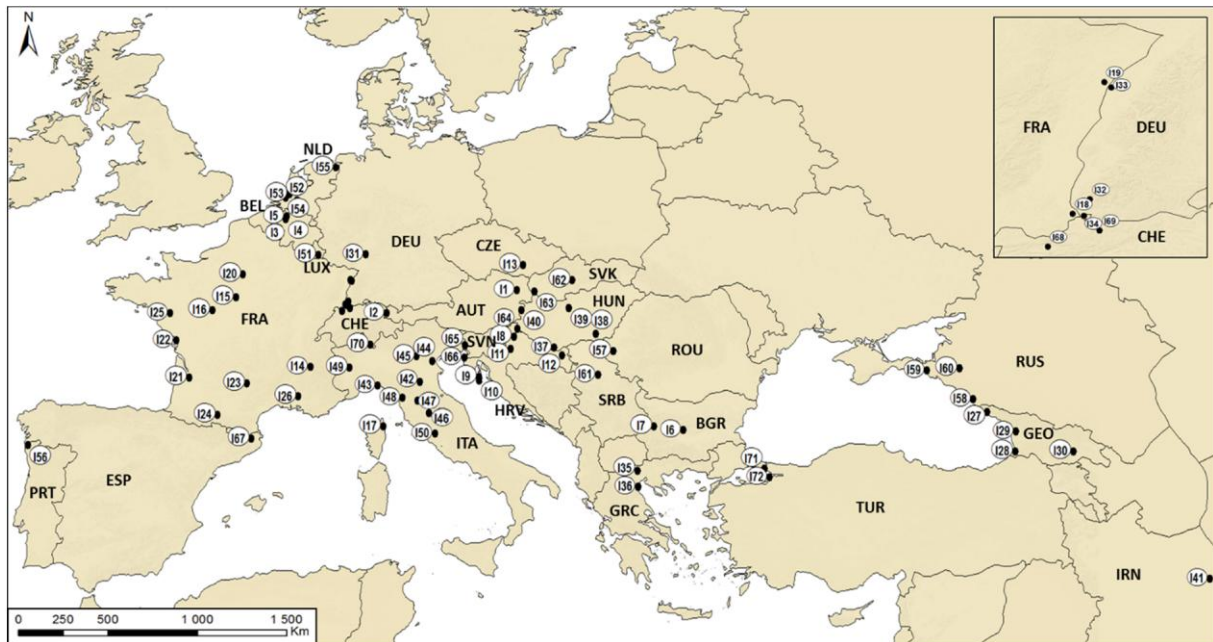 N
NLD
I55
I53
I52
BEL
I54
I5
I3
I4
I51
LUX
I31
DEU
CZE
I13
I62
SVK
I1
I63
I20
I15
I16
FRA
I25
I22
I21
I23
I24
I14
I26
I67
CHE
I2
AUT
I64
I40
HUN
I39
I38
I8
I11
I37
I12
I57
ROU
I70
I49
I45
I44
I65
SVN
I66
I9
I10
HRV
I43
I42
I48
I47
I46
I50
ITA
I17
I61
SRB
I7
I6
BGR
I35
I36
GRC
I71
I72
TUR
I59
I60
RUS
I58
I27
I29
GEO
I28
I30
IRN
I41
I56
PRT
ESP
I19
I33
FRA
DEU
I32
I18
I34
I69
I68
CHE
0 250 500 1 000 1 500
Km